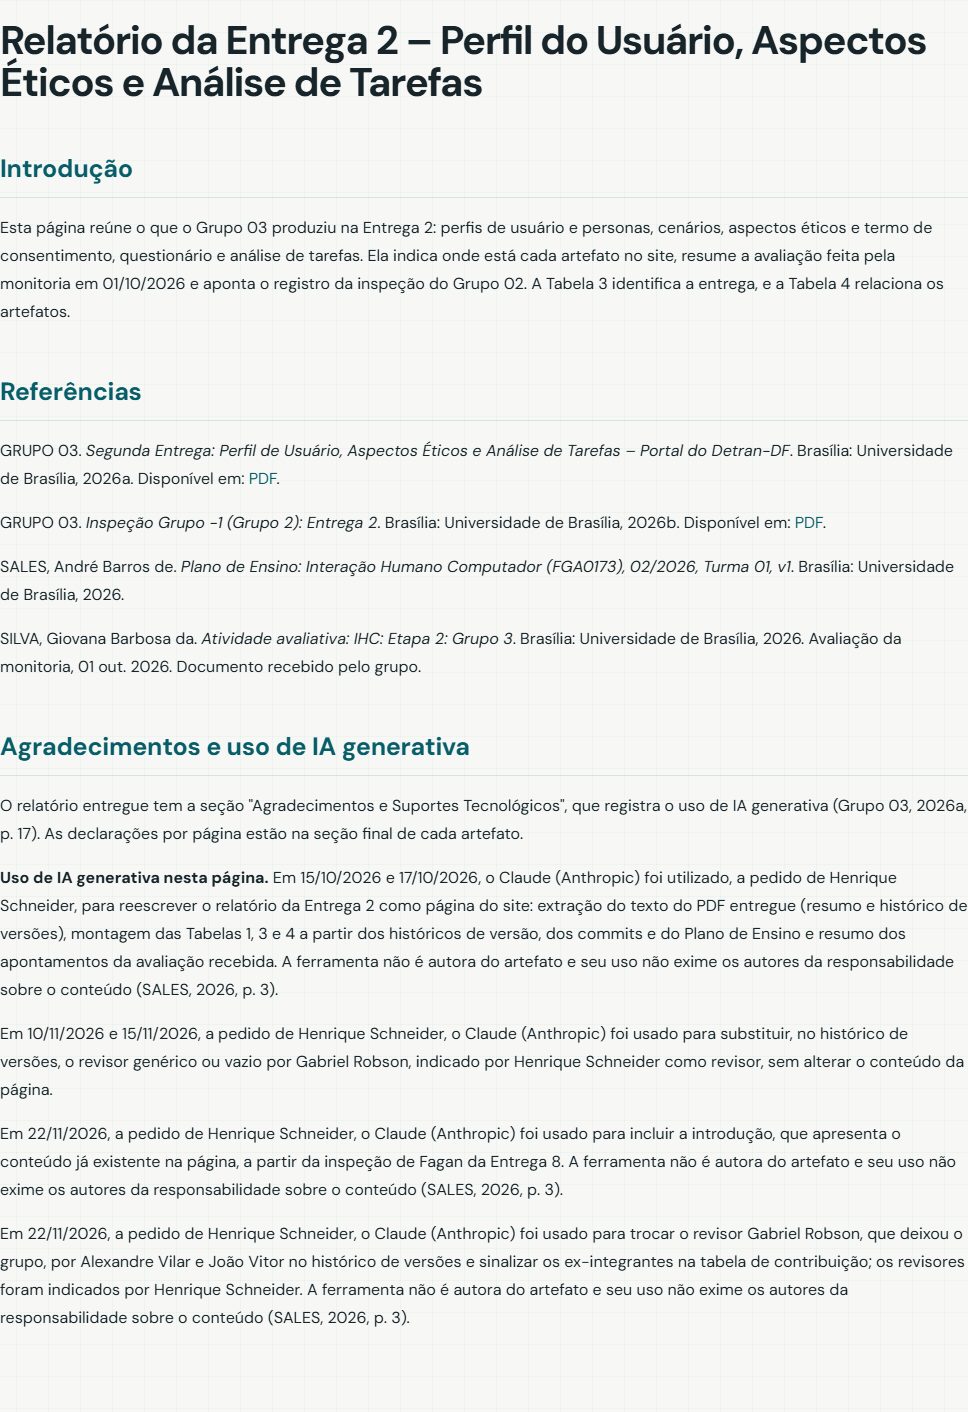 Relatório da Entrega 2 – Perfil do Usuário, Aspectos
Éticos e Análise de Tarefas
Introdução
Esta página reúne o que o Grupo 03 produziu na Entrega 2: perfis de usuário e personas, cenários, aspectos éticos e termo de
consentimento, questionário e análise de tarefas. Ela indica onde está cada artefato no site, resume a avaliação feita pela
monitoria em 01/10/2026 e aponta o registro da inspeção do Grupo 02. A Tabela 3 identifica a entrega, e a Tabela 4 relaciona os
artefatos.
Referências
GRUPO 03. Segunda Entrega: Perfil de Usuário, Aspectos Éticos e Análise de Tarefas – Portal do Detran-DF. Brasília: Universidade
de Brasília, 2026a. Disponível em: PDF.
GRUPO 03. Inspeção Grupo -1 (Grupo 2): Entrega 2. Brasília: Universidade de Brasília, 2026b. Disponível em: PDF.
SALES, André Barros de. Plano de Ensino: Interação Humano Computador (FGA0173), 02/2026, Turma 01, v1. Brasília: Universidade
de Brasília, 2026.
SILVA, Giovana Barbosa da. Atividade avaliativa: IHC: Etapa 2: Grupo 3. Brasília: Universidade de Brasília, 2026. Avaliação da
monitoria, 01 out. 2026. Documento recebido pelo grupo.
Agradecimentos e uso de IA generativa
O relatório entregue tem a seção "Agradecimentos e Suportes Tecnológicos", que registra o uso de IA generativa (Grupo 03, 2026a,
p. 17). As declarações por página estão na seção final de cada artefato.
Uso de IA generativa nesta página. Em 15/10/2026 e 17/10/2026, o Claude (Anthropic) foi utilizado, a pedido de Henrique
Schneider, para reescrever o relatório da Entrega 2 como página do site: extração do texto do PDF entregue (resumo e histórico de
versões), montagem das Tabelas 1, 3 e 4 a partir dos históricos de versão, dos commits e do Plano de Ensino e resumo dos
apontamentos da avaliação recebida. A ferramenta não é autora do artefato e seu uso não exime os autores da responsabilidade
sobre o conteúdo (SALES, 2026, p. 3).
Em 10/11/2026 e 15/11/2026, a pedido de Henrique Schneider, o Claude (Anthropic) foi usado para substituir, no histórico de
versões, o revisor genérico ou vazio por Gabriel Robson, indicado por Henrique Schneider como revisor, sem alterar o conteúdo da
página.
Em 22/11/2026, a pedido de Henrique Schneider, o Claude (Anthropic) foi usado para incluir a introdução, que apresenta o
conteúdo já existente na página, a partir da inspeção de Fagan da Entrega 8. A ferramenta não é autora do artefato e seu uso não
exime os autores da responsabilidade sobre o conteúdo (SALES, 2026, p. 3).
Em 22/11/2026, a pedido de Henrique Schneider, o Claude (Anthropic) foi usado para trocar o revisor Gabriel Robson, que deixou o
grupo, por Alexandre Vilar e João Vitor no histórico de versões e sinalizar os ex-integrantes na tabela de contribuição; os revisores
foram indicados por Henrique Schneider. A ferramenta não é autora do artefato e seu uso não exime os autores da
responsabilidade sobre o conteúdo (SALES, 2026, p. 3).